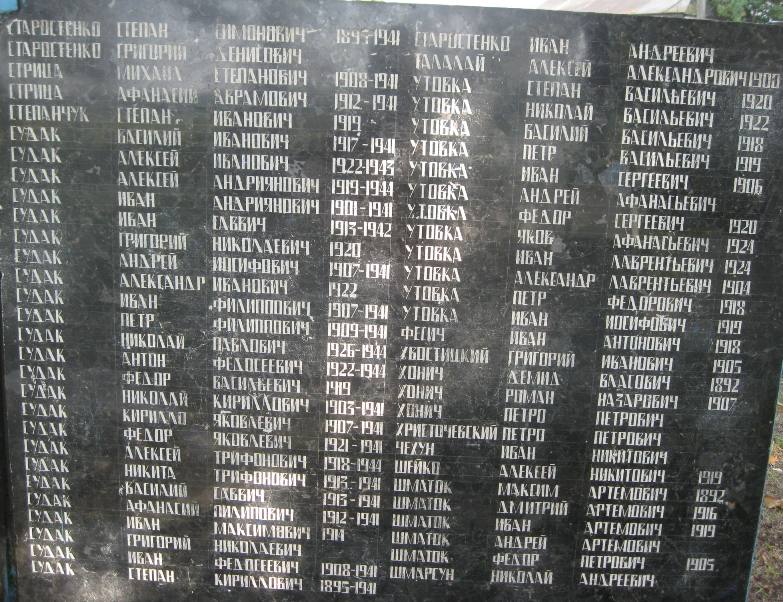 СТАРОСТЕНКО СТЕПАН СИМОНОВИЧ 1895-1941
СТАРОСТЕНКО ГРИГОРИЙ ДЕНИСОВИЧ
СТРИЦА МИХАИЛ СТЕПАНОВИЧ 1908-1941
СТРИЦА АФАНАСИЙ АВРАМОВИЧ 1912-1941
СТЕПАНЧУК СТЕПАН ИВАНОВИЧ 1919
СУДАК ВАСИЛИЙ ИВАНОВИЧ 1917-1941
СУДАК АЛЕКСЕЙ ИВАНОВИЧ 1922-1943
СУДАК АЛЕКСЕЙ АНДРИЯНОВИЧ 1919-1944
СУДАК ИВАН АНДРИЯНОВИЧ 1901-1941
СУДАК ИВАН САВВИЧ 1913-1942
СУДАК ГРИГОРИЙ НИКОЛАЕВИЧ 1920
СУДАК АНДРЕЙ ИОСИФОВИЧ 1907-1941
СУДАК АЛЕКСАНДР ИВАНОВИЧ 1922
СУДАК ИВАН ФИЛИППОВИЧ 1907-1941
СУДАК ПЕТР ФИЛИППОВИЧ 1909-1941
СУДАК НИКОЛАЙ ПАВЛОВИЧ 1926-1944
СУДАК АНТОН ФЕДОСЕЕВИЧ 1922-1944
СУДАК ФЕДОР ВАСИЛЬЕВИЧ 1919
СУДАК НИКОЛАЙ КИРИЛЛОВИЧ 1903-1941
СУДАК КИРИЛЛО ЯКОВЛЕВИЧ 1907-1941
СУДАК ФЕДОР ЯКОВЛЕВИЧ 1921-1941
СУДАК АЛЕКСЕЙ ТРИФОНОВИЧ 1918-1944
СУДАК НИКИТА ТРИФОНОВИЧ 1913-1941
СУДАК ВАСИЛИЙ САВВИЧ 1913-1941
СУДАК АФАНАСИЙ ПИЛИПОВИЧ 1912-1941
СУДАК ИВАН МАКСИМОВИЧ 1914
СУДАК ГРИГОРИЙ НИКОЛАЕВИЧ
СУДАК ИВАН ФЕДОСЕЕВИЧ 1908-1941
СУДАК СТЕПАН КИРИЛЛОВИЧ 1895-1941
СТАРОСТЕНКО ИВАН АНДРЕЕВИЧ
ТАЛАЛАЙ АЛЕКСЕЙ АЛЕКСАНДРОВИЧ 1903
УТОВКА СТЕПАН ВАСИЛЬЕВИЧ 1920
УТОВКА НИКОЛАЙ ВАСИЛЬЕВИЧ 1922
УТОВКА ВАСИЛИЙ ВАСИЛЬЕВИЧ 1918
УТОВКА ПЕТР ВАСИЛЬЕВИЧ 1919
УТОВКА ИВАН СЕРГЕЕВИЧ 1906
УТОВКА АНДРЕЙ АФАНАСЬЕВИЧ
УТОВКА ФЕДОР СЕРГЕЕВИЧ 1920
УТОВКА ЯКОВ АФАНАСЬЕВИЧ 1924
УТОВКА ИВАН ЛАВРЕНТЬЕВИЧ 1924
УТОВКА АЛЕКСАНДР ЛАВРЕНТЬЕВИЧ 1904
УТОВКА ПЕТР ФЕДОРОВИЧ 1918
УТОВКА ИВАН ИОСИФОВИЧ 1919
ФЕСИЧ ИВАН АНТОНОВИЧ 1918
ХВОСТИЦКИЙ ГРИГОРИЙ ИВАНОВИЧ 1905
ХОНИЧ ДЕМИД ВЛАСОВИЧ 1892
ХОНИЧ РОМАН НАЗАРОВИЧ 1907
ХОНИЧ ПЕТРО ПЕТРОВИЧ
ХРИСТОЧЕВСКИЙ ПЕТРО ПЕТРОВИЧ
ЧЕХУН ИВАН НИКИТОВИЧ
ШЕЙКО АЛЕКСЕЙ НИКИТОВИЧ 1919
ШМАТОК МАКСИМ АРТЕМОВИЧ 1892
ШМАТОК ДМИТРИЙ АРТЕМОВИЧ 1916
ШМАТОК ИВАН АРТЕМОВИЧ 1919
ШМАТОК АНДРЕЙ АРТЕМОВИЧ
ШМАТОК ФЕДОР ПЕТРОВИЧ 1905
ШМАРСУН НИКОЛАЙ АНДРЕЕВИЧ